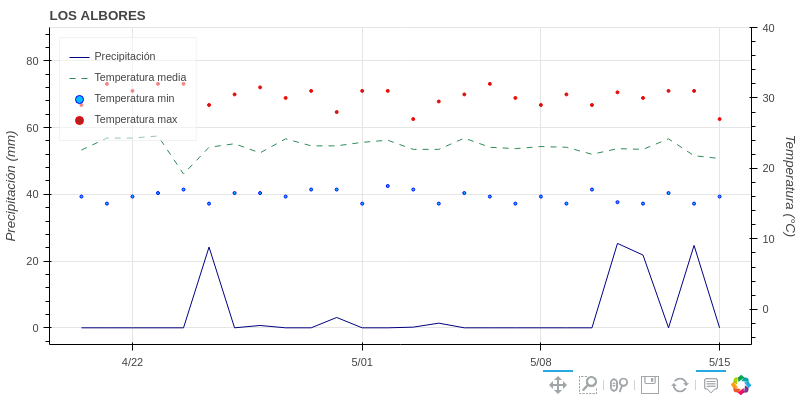 LOS ALBORES
Precipitación
Temperatura media
Temperatura min
Temperatura max
Precipitación (mm)
80
60
40
20
0
Temperatura (°C)
40
30
20
10
0
4/22
5/01
5/08
5/15